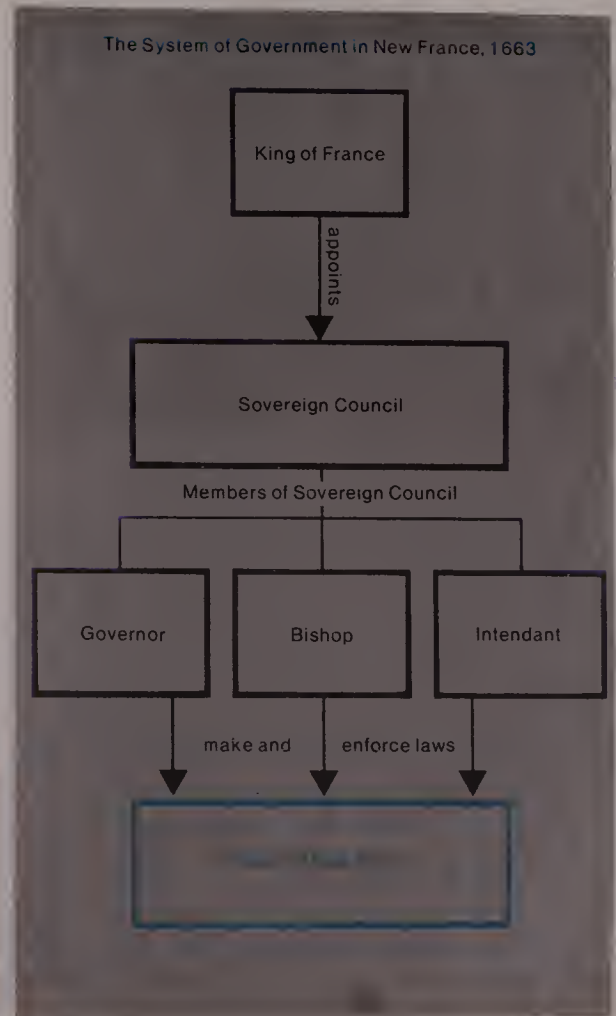 The System of Government in New France, 1663
King of France
appoints
Sovereign Council
Members of Sovereign Council
Governor
Bishop
Intendant
make and
enforce laws